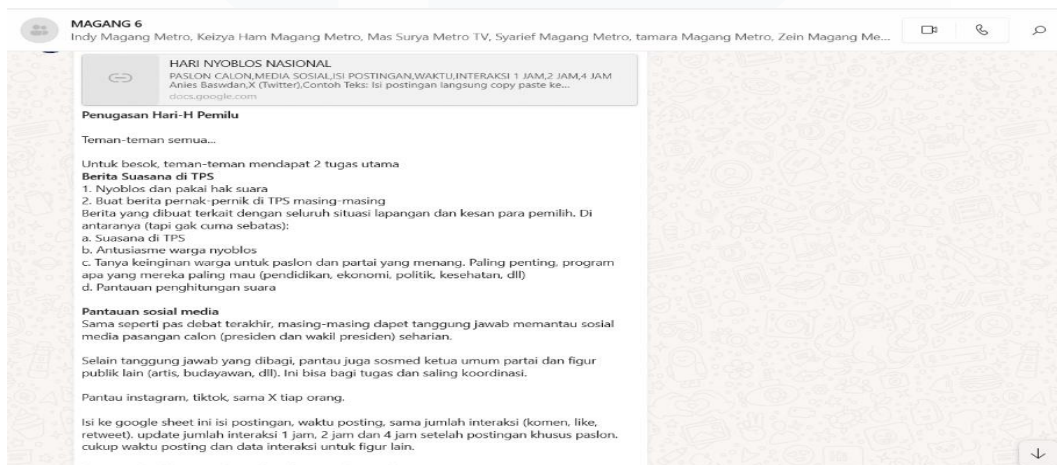 MAGANG 6
Indy Magang Metro, Keizya Ham Magang Metro, Mas Surya Metro TV, Syarief Magang Metro, tamara Magang Metro, Zein Magang Me...
HARI NYOBLOS NASIONAL
PASLON CALON,MEDIA SOSIAL,ISI POSTINGAN,WAKTU,INTERAKSI 1 JAM,2 JAM,4 JAM
Anies Baswdan,X (Twitter),Contoh Teks: Isi postingan langsung copy paste ke...
docs.google.com
Penugasan Hari-H Pemilu
Teman-teman semua...
Untuk besok, teman-teman mendapat 2 tugas utama
Berita Suasana di TPS
1. Nyoblos dan pakai hak suara
2. Buat berita pernak-pernik di TPS masing-masing
Berita yang dibuat terkait dengan seluruh situasi lapangan dan kesan para pemilih. Di
antaranya (tapi gak cuma sebatas):
a. Suasana di TPS
b. Antusiasme warga nyoblos
c. Tanya keinginan warga untuk paslon dan partai yang menang. Paling penting, program
apa yang mereka paling mau (pendidikan, ekonomi, politik, kesehatan, dll)
d. Pantauan penghitungan suara
Pantauan sosial media
Sama seperti pas debat terakhir, masing-masing dapet tanggung jawab memantau sosial
media pasangan calon (presiden dan wakil presiden) seharian.
Selain tanggung jawab yang dibagi, pantau juga sosmed ketua umum partai dan figur
publik lain (artis, budayawan, dll). Ini bisa bagi tugas dan saling koordinasi.
Pantau instagram, tiktok, sama X tiap orang.
Isi ke google sheet ini isi postingan, waktu posting, sama jumlah interaksi (komen, like,
retweet). update jumlah interaksi 1 jam, 2 jam dan 4 jam setelah postingan khusus paslon.
cukup waktu posting dan data interaksi untuk figur lain.